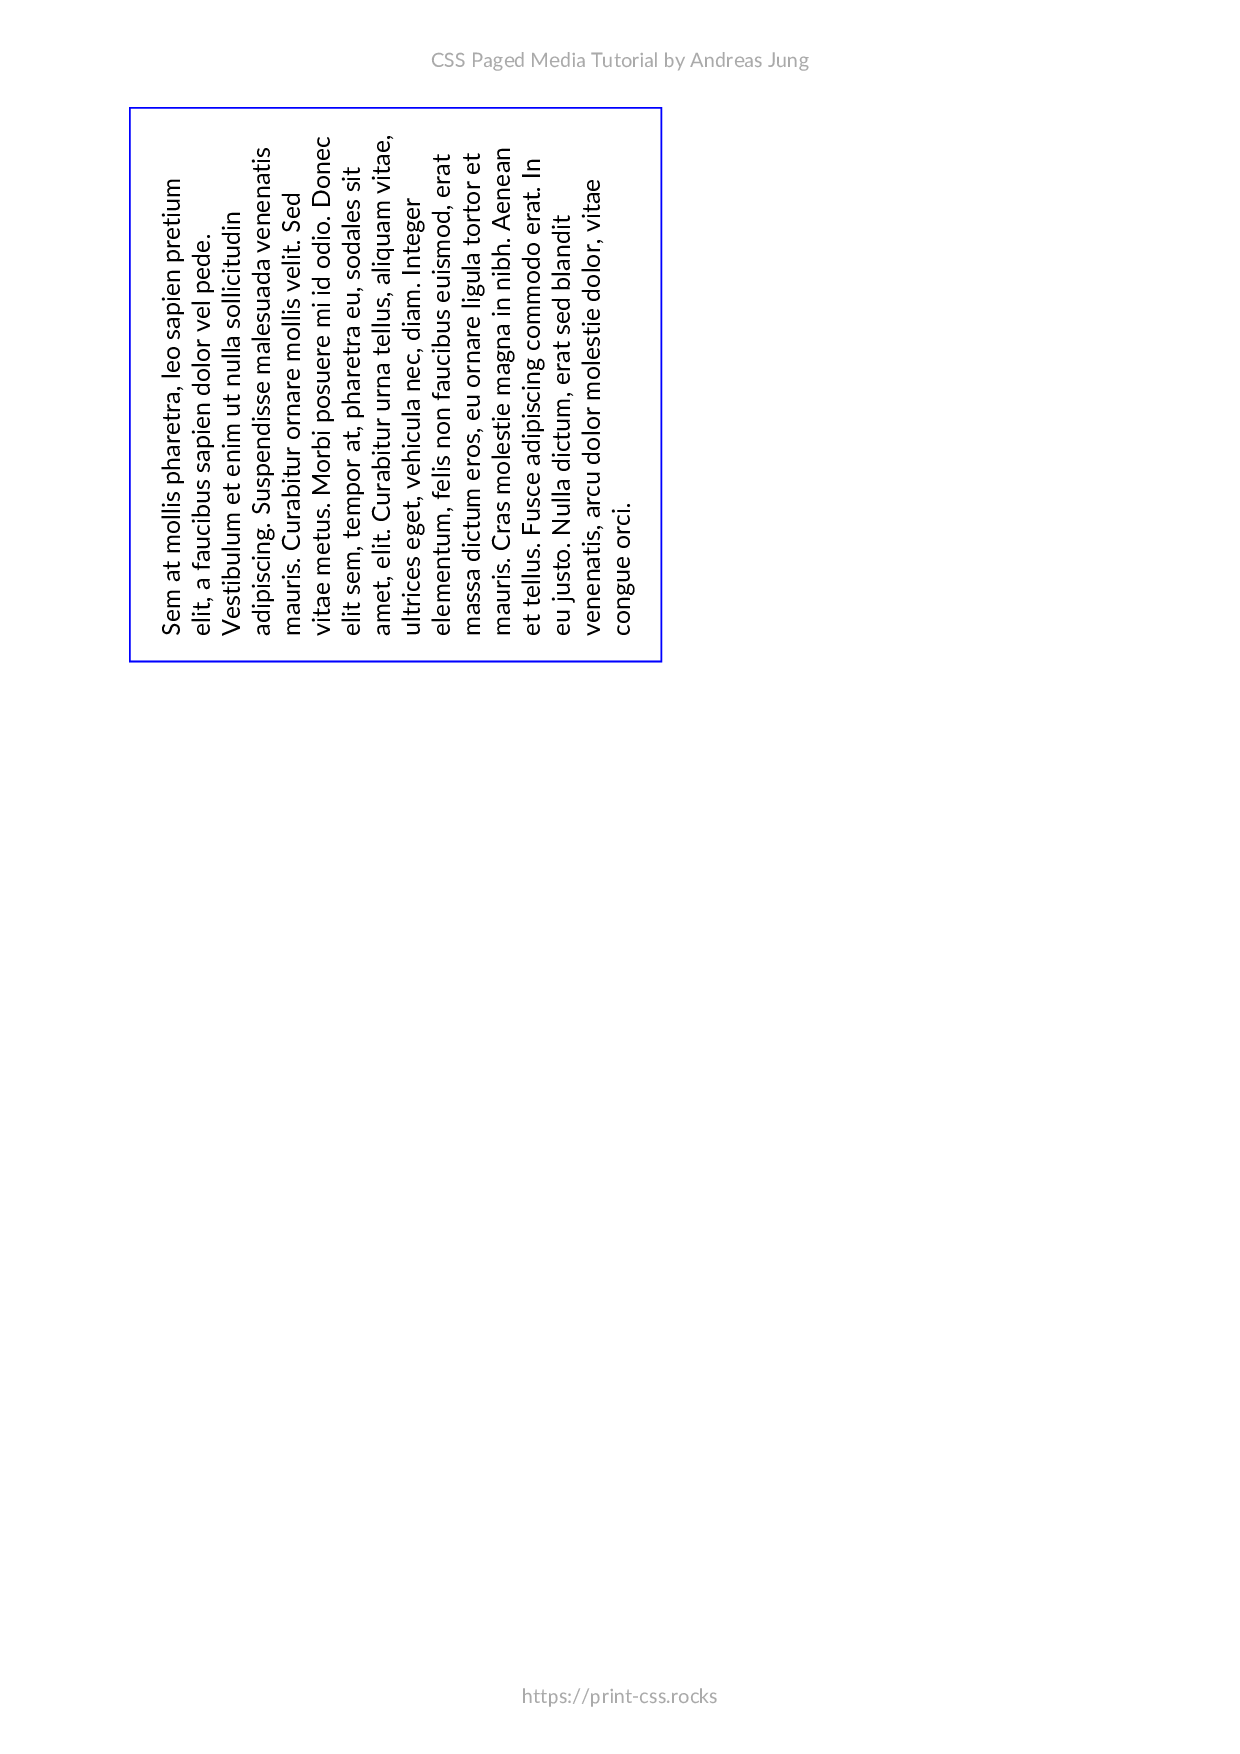 CSS Paged Media Tutorial by Andreas Jung
Sem at mollis pharetra, leo sapien pretium
elit, a faucibus sapien dolor vel pede.
Vestibulum et enim ut nulla sollicitudin
adipiscing. Suspendisse malesuada venenatis
mauris. Curabitur ornare mollis velit. Sed
vitae metus. Morbi posuere mi id odio. Donec
elit sem, tempor at, pharetra eu, sodales sit
amet, elit. Curabitur urna tellus, aliquam vitae,
ultrices eget, vehicula nec, diam. Integer
elementum, felis non faucibus euismod, erat
massa dictum eros, eu ornare ligula tortor et
mauris. Cras molestie magna in nibh. Aenean
et tellus. Fusce adipiscing commodo erat. In
eu justo. Nulla dictum, erat sed blandit
venenatis, arcu dolor molestie dolor, vitae
congue orci.
https://print-css.rocks